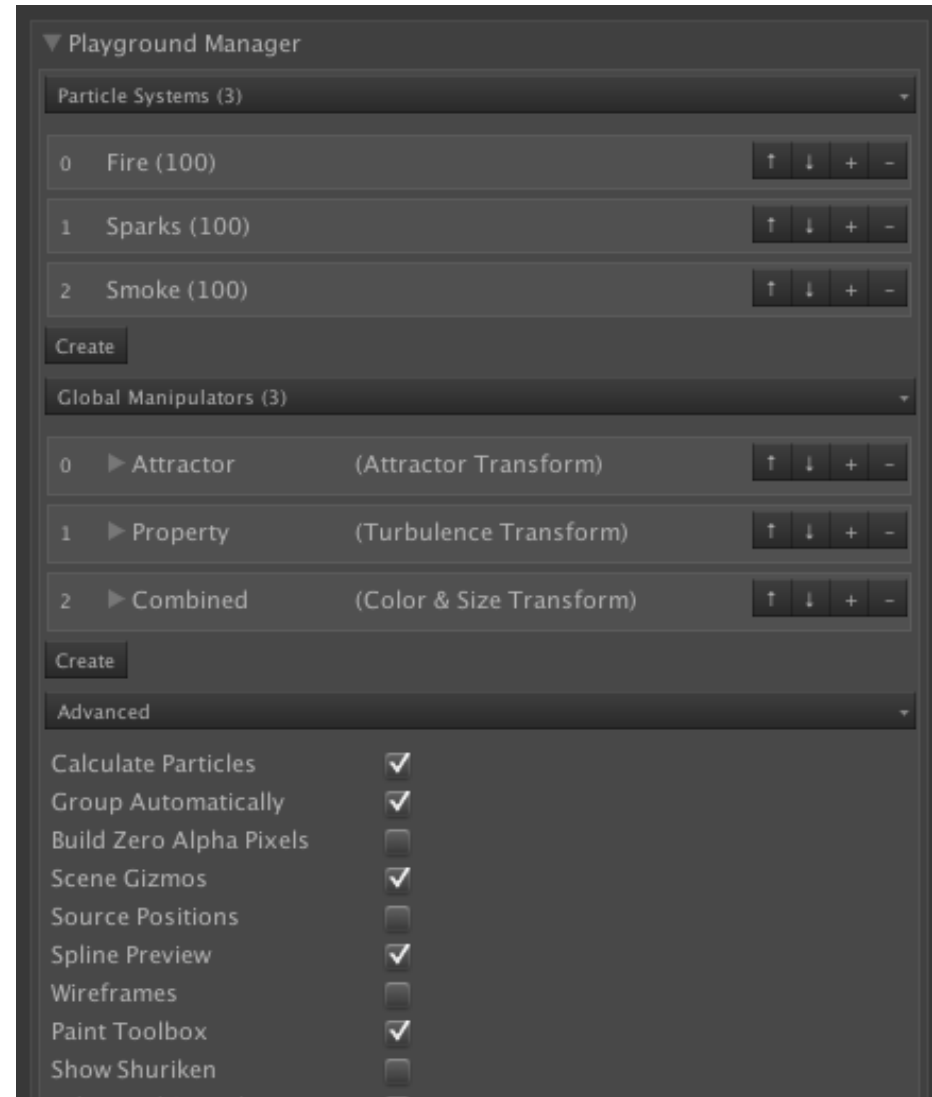 Playground Manager
Particle Systems (3)
0 Fire (100) ↑ ↓ + -
1 Sparks (100) ↑ ↓ + -
2 Smoke (100) ↑ ↓ + -
Create
Global Manipulators (3)
0 Attractor (Attractor Transform) ↑ ↓ + -
1 Property (Turbulence Transform) ↑ ↓ + -
2 Combined (Color & Size Transform) ↑ ↓ + -
Create
Advanced
Calculate Particles
Group Automatically
Build Zero Alpha Pixels
Scene Gizmos
Source Positions
Spline Preview
Wireframes
Paint Toolbox
Show Shuriken